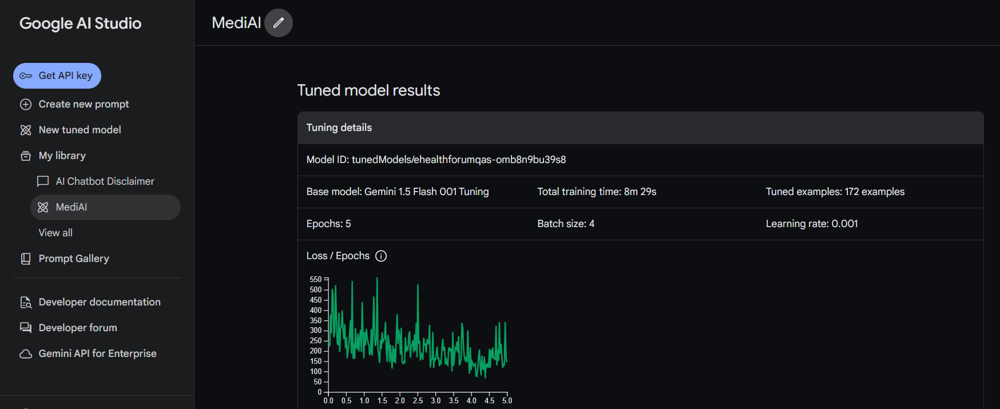 Google AI Studio
Get API key
Create new prompt
New tuned model
My library
AI Chatbot Disclaimer
MediAI
View all
Prompt Gallery
Developer documentation
Developer forum
Gemini API for Enterprise
MediAI
Tuned model results
Tuning details
Model ID: tunedModels/ehealthforumqas-omb8n9bu39s8
Base model: Gemini 1.5 Flash 001 Tuning Total training time: 8m 29s Tuned examples: 172 examples
Epochs: 5 Batch size: 4 Learning rate: 0.001
Loss / Epochs
550
500
450
400
350
300
250
200
150
100
50
0
0.0 0.5 1.0 1.5 2.0 2.5 3.0 3.5 4.0 4.5 5.0